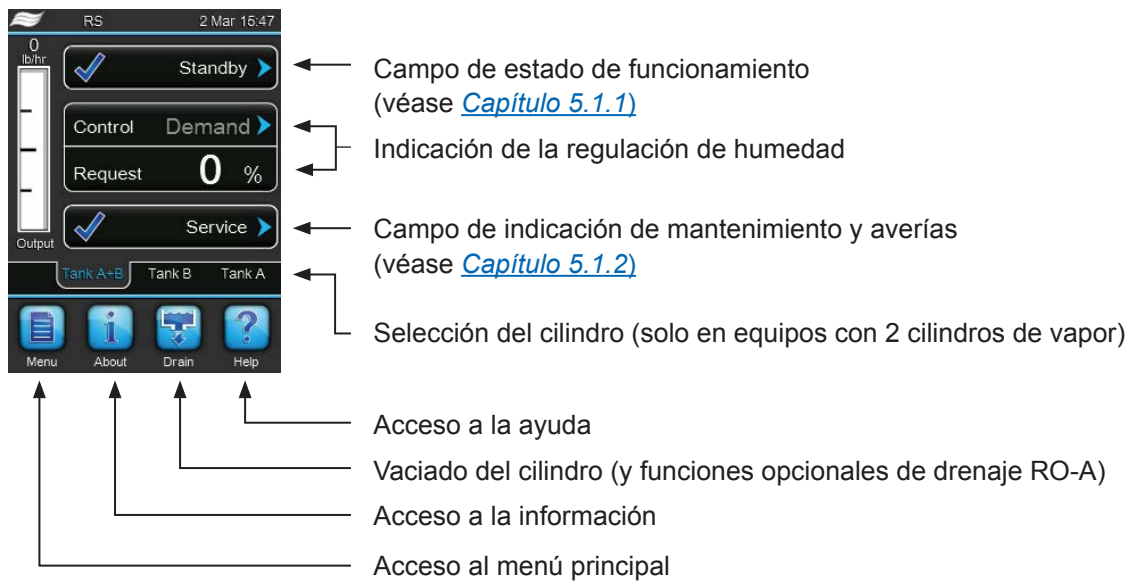 RS 2 Mar 15:47
0
lb/hr
Standby
Control Demand
Request 0 %
Service
Output
Tank A+B Tank B Tank A
Menu About Drain Help
Campo de estado de funcionamiento
(véase Capítulo 5.1.1)
Indicación de la regulación de humedad
Campo de indicación de mantenimiento y averías
(véase Capítulo 5.1.2)
Selección del cilindro (solo en equipos con 2 cilindros de vapor)
Acceso a la ayuda
Vaciado del cilindro (y funciones opcionales de drenaje RO-A)
Acceso a la información
Acceso al menú principal